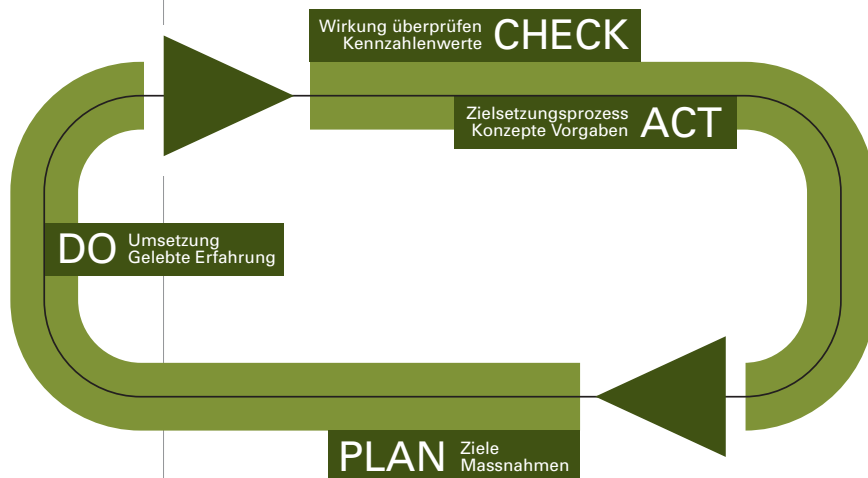 Wirkung überprüfen
Kennzahlenwerte
CHECK
Zielsetzungsprozess
Konzepte Vorgaben
ACT
DO
Umsetzung
Gelebte Erfahrung
PLAN
Ziele
Massnahmen